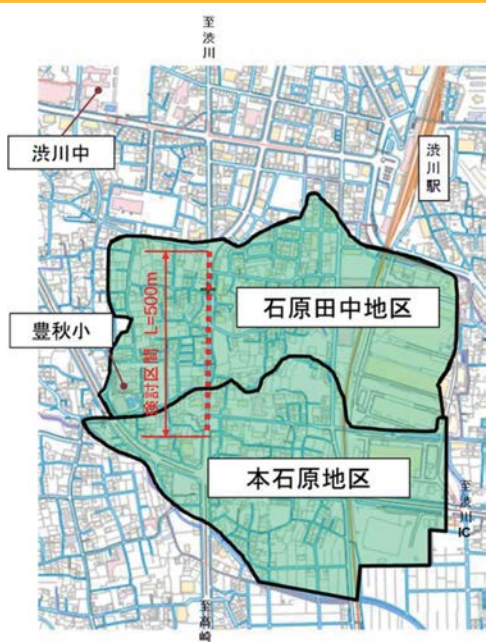 至渋川
渋川中
渋川駅
石原田中地区
豊秋小
検討区間 L=500m
本石原地区
至渋川IC
至高崎